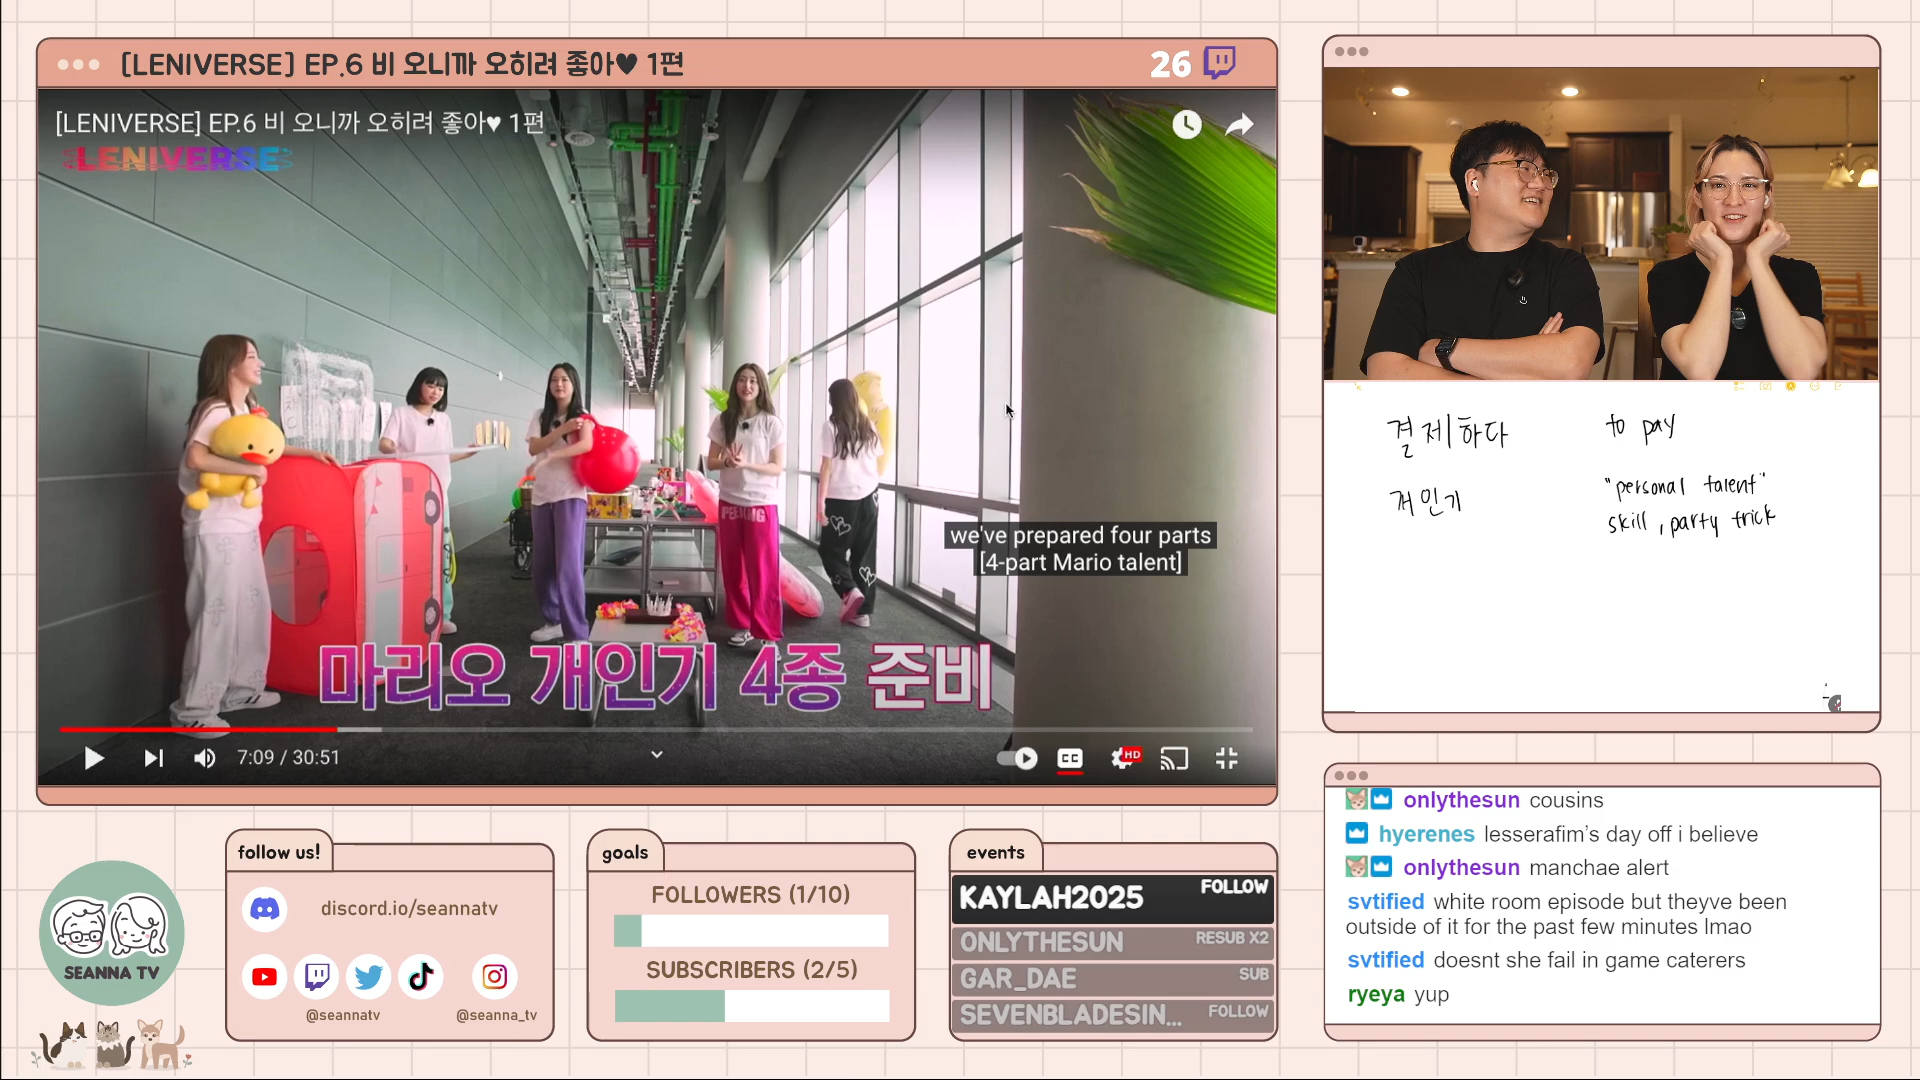 [LENIVERSE] EP.6 비 오니까 오히려 좋아♥ 1편
26
[LENIVERSE] EP.6 비 오니까 오히려 좋아♥ 1편
LENIVERSE
PEEKING
we've prepared four parts
[4-part Mario talent]
마리오 개인기 4종 준비
7:09 / 30:51
CC
HD
결제하다 to pay
개인기 "personal talent"
skill, party trick
onlythesun cousins
hyerenes lesserafim's day off i believe
onlythesun manchae alert
svtified white room episode but theyve been
outside of it for the past few minutes lmao
svtified doesnt she fail in game caterers
ryeya yup
SEANNA TV
follow us!
discord.io/seannatv
@seannatv
@seanna_tv
goals
FOLLOWERS (1/10)
SUBSCRIBERS (2/5)
events
KAYLAH2025 FOLLOW
ONLYTHESUN RESUB X2
GAR_DAE SUB
SEVENBLADESIN... FOLLOW